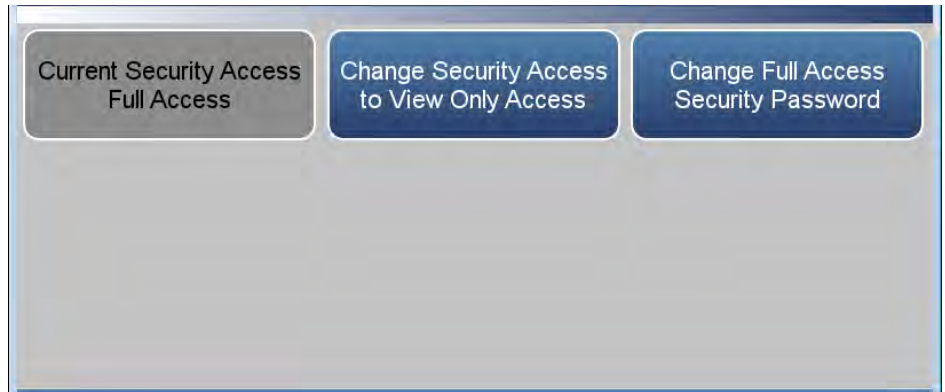 Current Security Access
Full Access
Change Security Access
to View Only Access
Change Full Access
Security Password